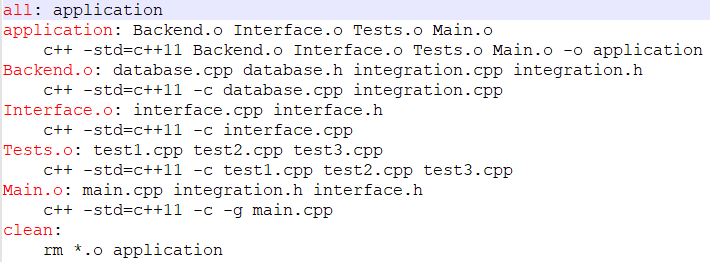 all: application
application: Backend.o Interface.o Tests.o Main.o
    c++ -std=c++11 Backend.o Interface.o Tests.o Main.o -o application
Backend.o: database.cpp database.h integration.cpp integration.h
    c++ -std=c++11 -c database.cpp integration.cpp
Interface.o: interface.cpp interface.h
    c++ -std=c++11 -c interface.cpp
Tests.o: test1.cpp test2.cpp test3.cpp
    c++ -std=c++11 -c test1.cpp test2.cpp test3.cpp
Main.o: main.cpp integration.h interface.h
    c++ -std=c++11 -c -g main.cpp
clean:
    rm *.o application